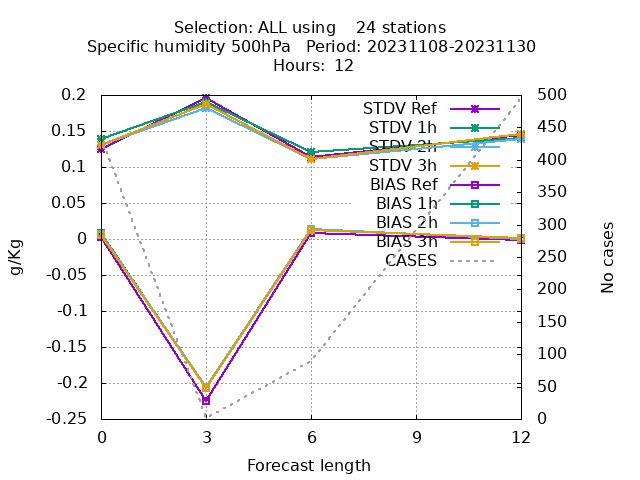 Selection: ALL using    24 stations
Specific humidity 500hPa   Period: 20231108-20231130
Hours:  12
0.2
0.15
0.1
0.05
0
-0.05
-0.1
-0.15
-0.2
-0.25
g/Kg
STDV Ref
STDV 1h
STDV 2h
STDV 3h
BIAS Ref
BIAS 1h
BIAS 2h
BIAS 3h
CASES
500
450
400
350
300
250
200
150
100
50
0
No cases
0
3
6
9
12
Forecast length